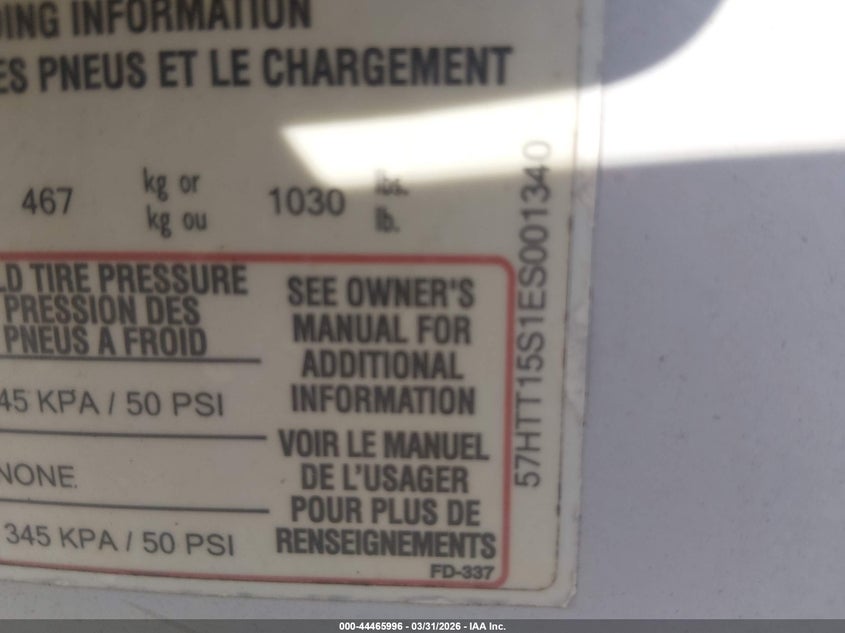 DING INFORMATION
ES PNEUS ET LE CHARGEMENT
467 kg or 1030 lbs.
kg ou lb.
LD TIRE PRESSURE
PRESSION DES
PNEUS A FROID
45 KPA / 50 PSI
NONE
345 KPA / 50 PSI
SEE OWNER'S
MANUAL FOR
ADDITIONAL
INFORMATION
VOIR LE MANUEL
DE L'USAGER
POUR PLUS DE
RENSEIGNEMENTS
FD-337
57HTT15S1ES001340
000-44465996 - 03/31/2026 - IAA Inc.